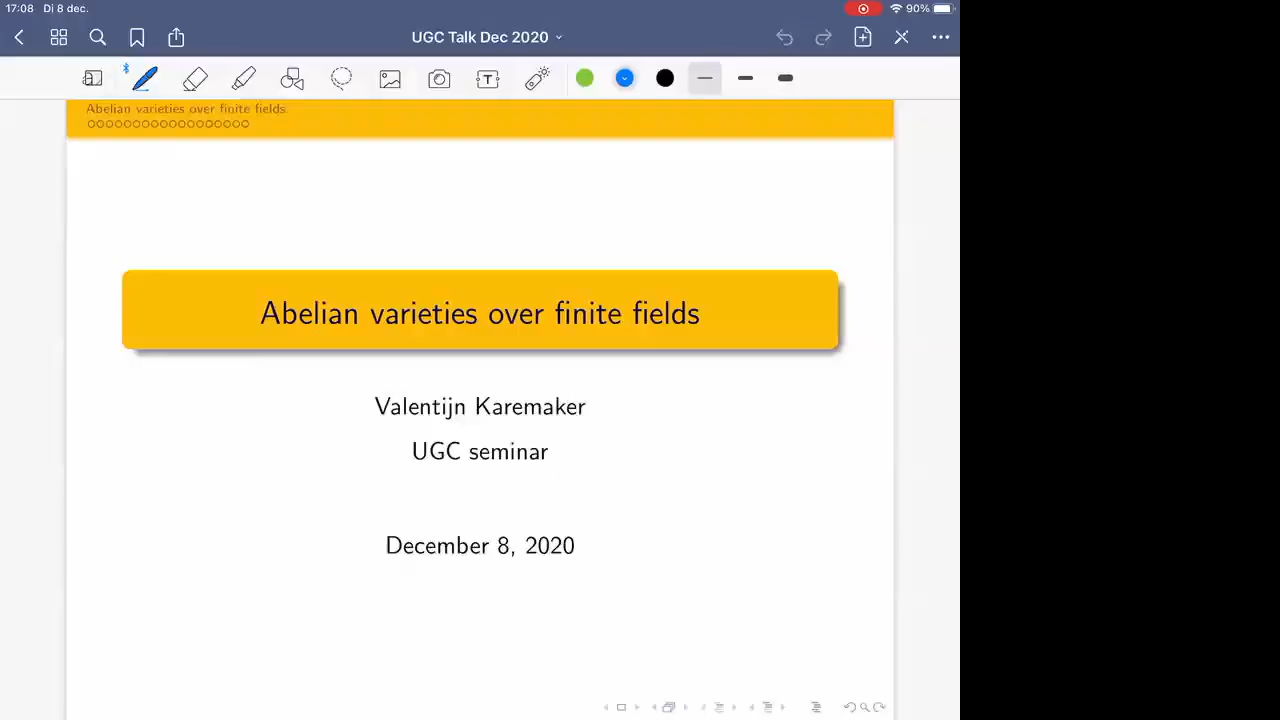 17:08 Di 8 dec. 90%
UGC Talk Dec 2020
T
Abelian varieties over finite fields
Abelian varieties over finite fields
Valentijn Karemaker
UGC seminar
December 8, 2020